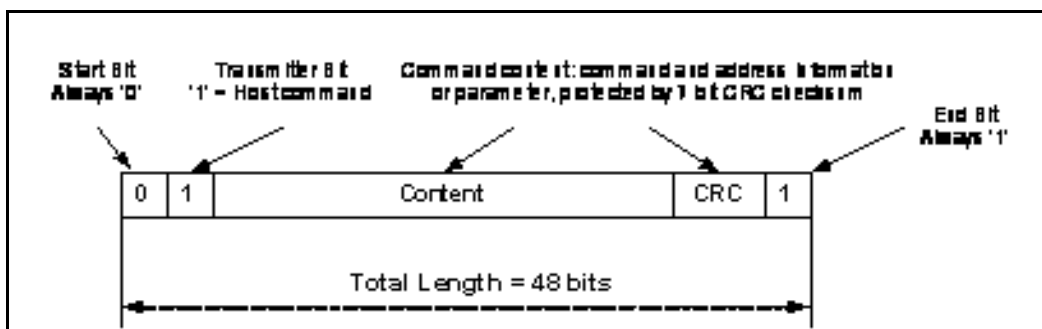 Start Bit
Always '0'
Transmitter Bit
'1' = Host command
Command content: command and address information
or parameter, protected by 7 bit CRC checksum
End Bit
Always '1'
0 1 Content CRC 1
Total Length = 48 bits